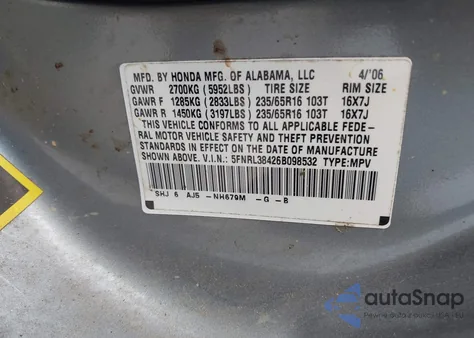 MFD. BY HONDA MFG. OF ALABAMA, LLC 4/'06
GVWR 2700KG (5952LBS) TIRE SIZE RIM SIZE
GAWR F 1285KG (2833LBS) 235/65R16 103T 16X7J
GAWR R 1450KG (3197LBS) 235/65R16 103T 16X7J
THIS VEHICLE CONFORMS TO ALL APPLICABLE FEDE-
RAL MOTOR VEHICLE SAFETY AND THEFT PREVENTION
STANDARDS IN EFFECT ON THE DATE OF MANUFACTURE
SHOWN ABOVE. V.I.N.: 5FNRL38426B098532 TYPE:MPV
SHJ 6 AJ5 -NH679M -G -B
autoSnap